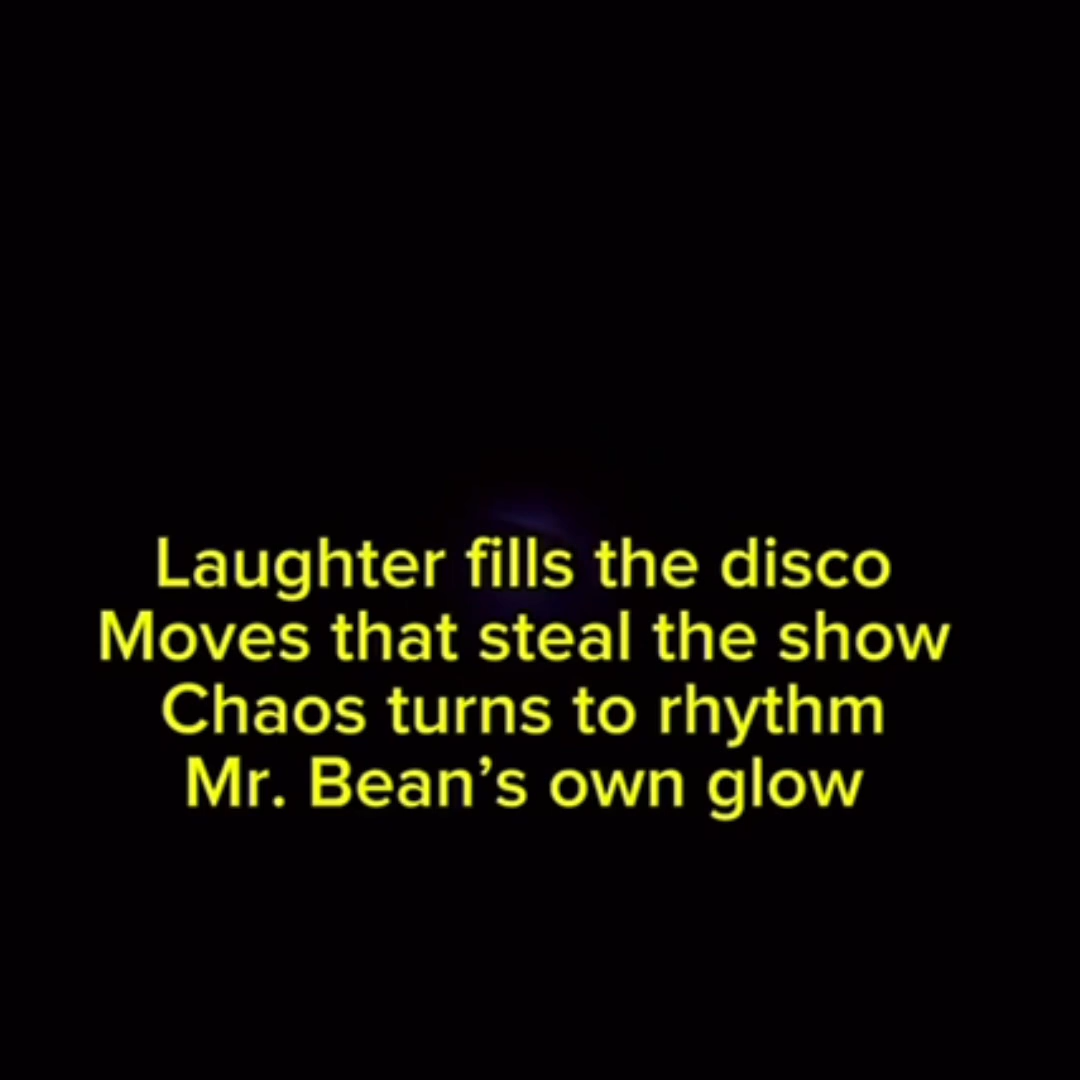 Laughter fills the disco
Moves that steal the show
Chaos turns to rhythm
Mr. Bean’s own glow